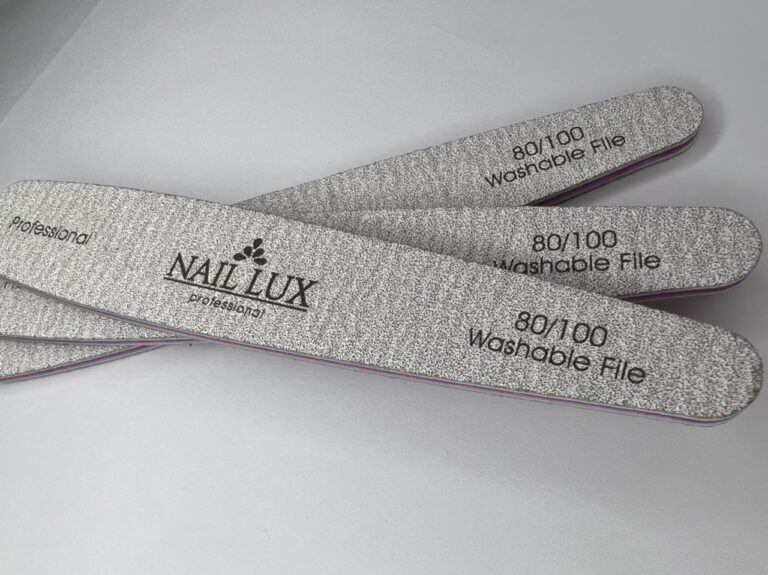 80/100
Washable File
80/100
Washable File
Professional
NAIL LUX
professional
80/100
Washable File